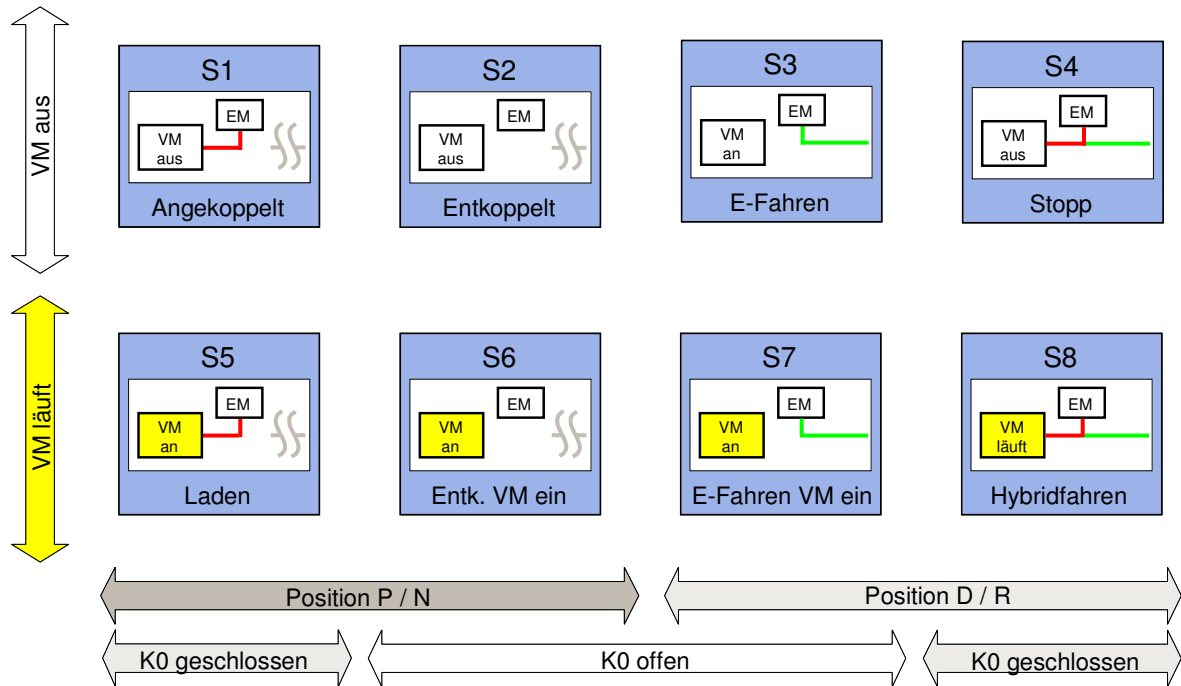 VM aus
S1
EM
VM
aus
Angekoppelt
S2
EM
VM
aus
Entkoppelt
S3
EM
VM
an
E-Fahren
S4
EM
VM
aus
Stopp
VM läuft
S5
EM
VM
an
Laden
S6
EM
VM
an
Entk. VM ein
S7
EM
VM
an
E-Fahren VM ein
S8
EM
VM
läuft
Hybridfahren
Position P / N
Position D / R
K0 geschlossen
K0 offen
K0 geschlossen